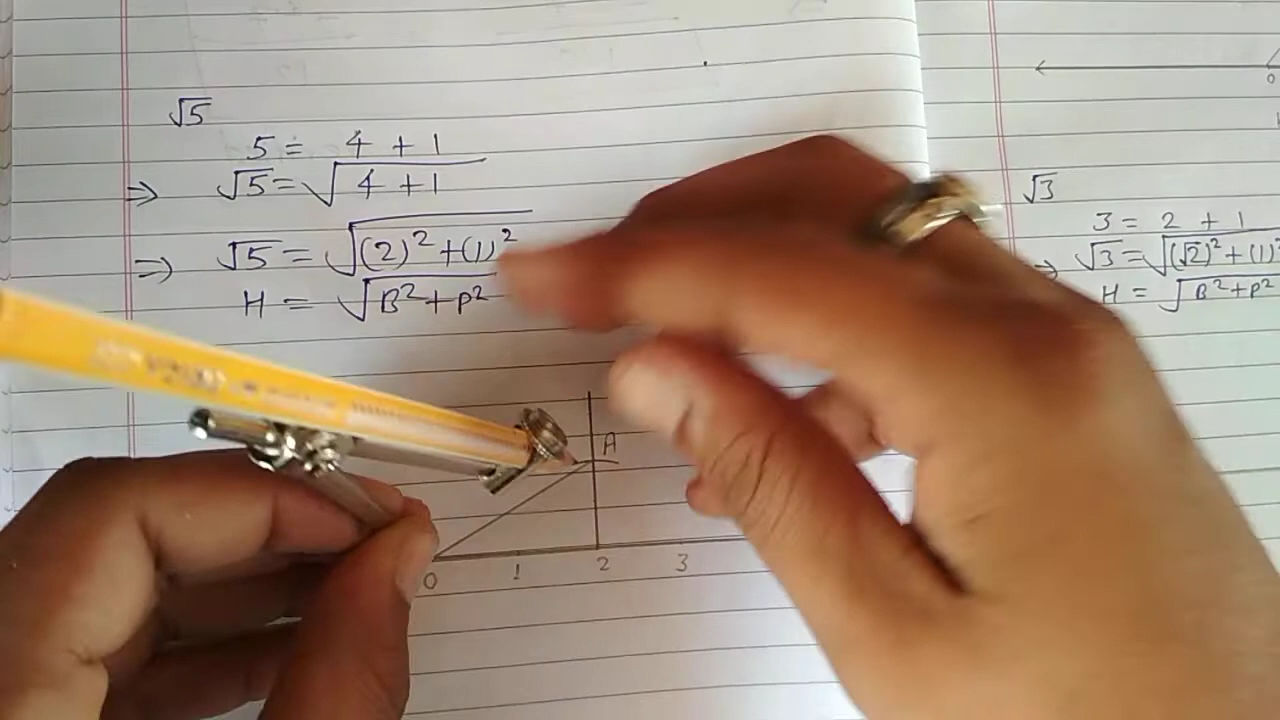 √5
5 = 4 + 1
⇒ √5 = √4 + 1
⇒ √5 = √(2)² + (1)²
H = √B² + P²
A
0 1 2 3
0
√3
3 = 2 + 1
⇒ √3 = √(√2)² + (1)²
H = √B² + P²